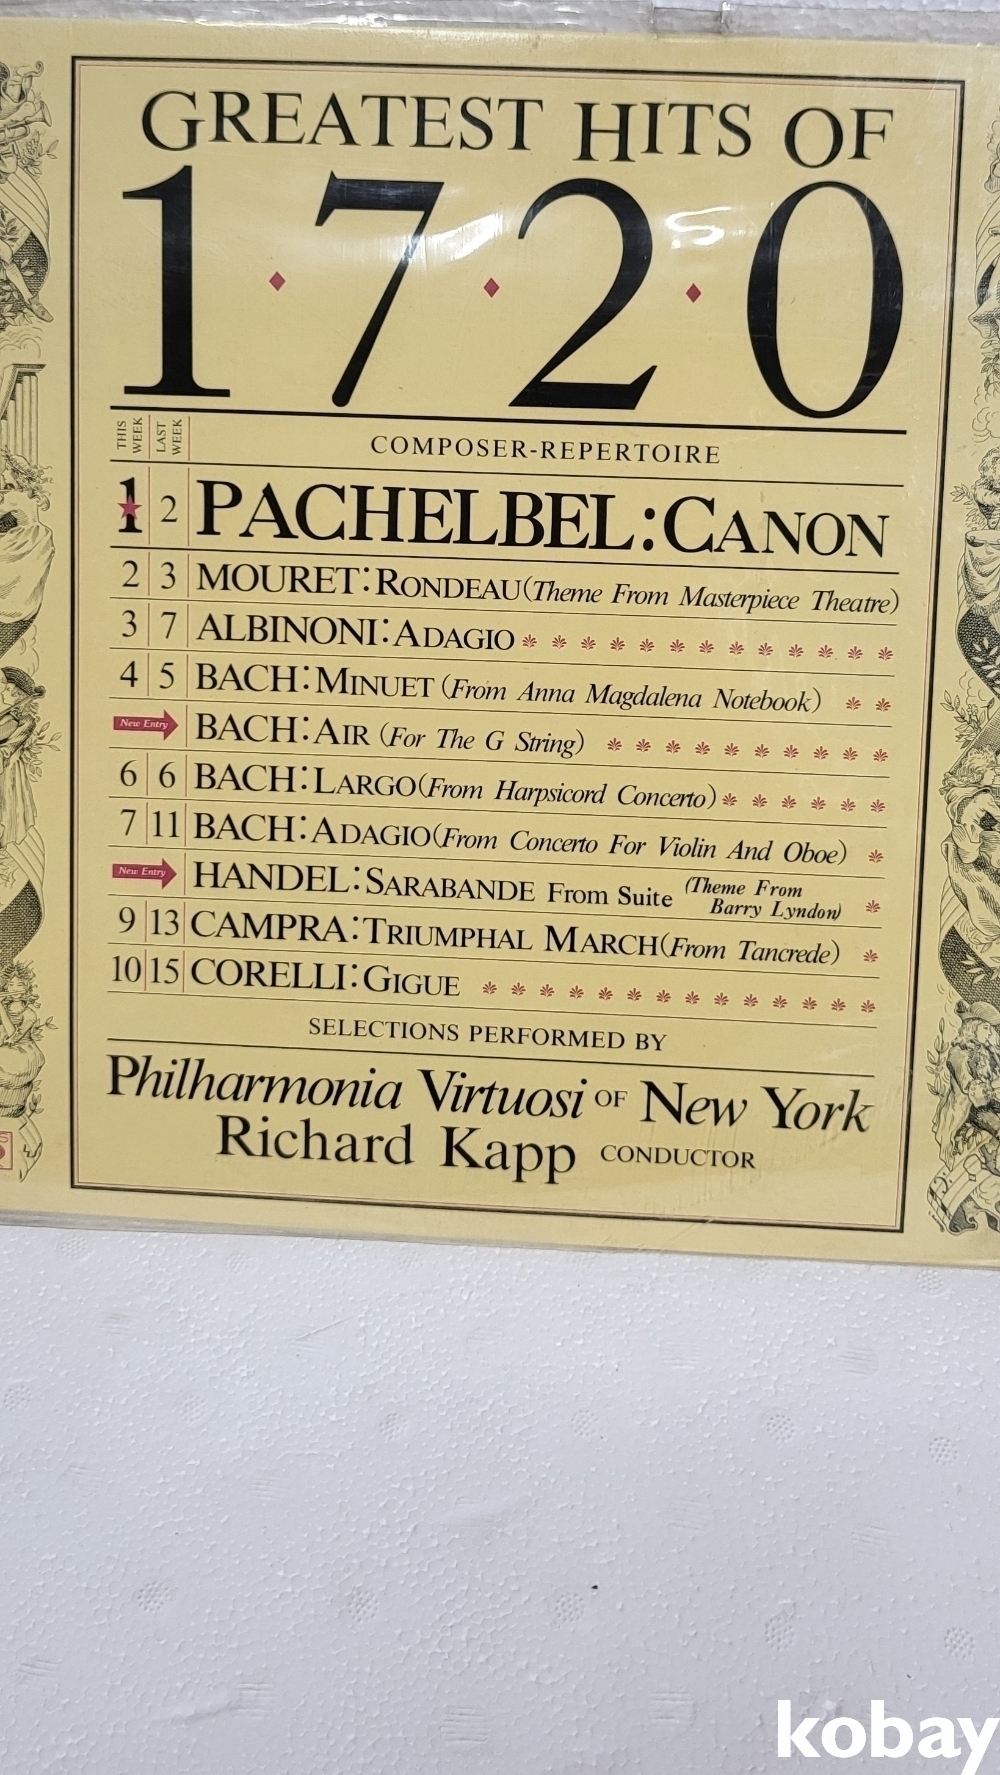 GREATEST HITS OF
1720
THIS WEEK LAST WEEK COMPOSER-REPERTOIRE
1 2 PACHELBEL: CANON
2 3 MOURET: RONDEAU (Theme From Masterpiece Theatre)
3 7 ALBINONI: ADAGIO
4 5 BACH: MINUET (From Anna Magdalena Notebook)
New Entry BACH: AIR (For The G String)
6 6 BACH: LARGO (From Harpsicord Concerto)
7 11 BACH: ADAGIO (From Concerto For Violin And Oboe)
New Entry HANDEL: SARABANDE From Suite (Theme From Barry Lyndon)
9 13 CAMPRA: TRIUMPHAL MARCH (From Tancrede)
10 15 CORELLI: GIGUE
SELECTIONS PERFORMED BY
Philharmonia Virtuosi OF New York
Richard Kapp CONDUCTOR
kobay